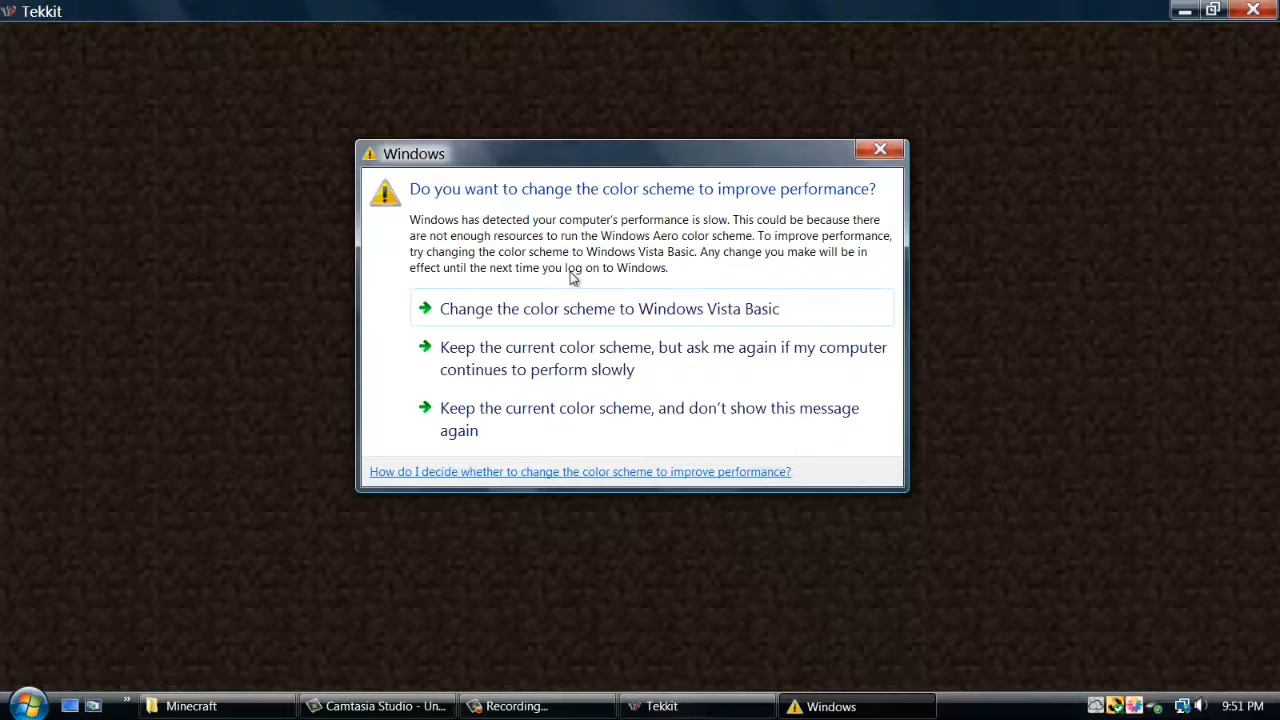 Tekkit
Windows
Do you want to change the color scheme to improve performance?
Windows has detected your computer's performance is slow. This could be because there
are not enough resources to run the Windows Aero color scheme. To improve performance,
try changing the color scheme to Windows Vista Basic. Any change you make will be in
effect until the next time you log on to Windows.
Change the color scheme to Windows Vista Basic
Keep the current color scheme, but ask me again if my computer
continues to perform slowly
Keep the current color scheme, and don't show this message
again
How do I decide whether to change the color scheme to improve performance?
» Minecraft Camtasia Studio - Un... Recording... Tekkit Windows 9:51 PM